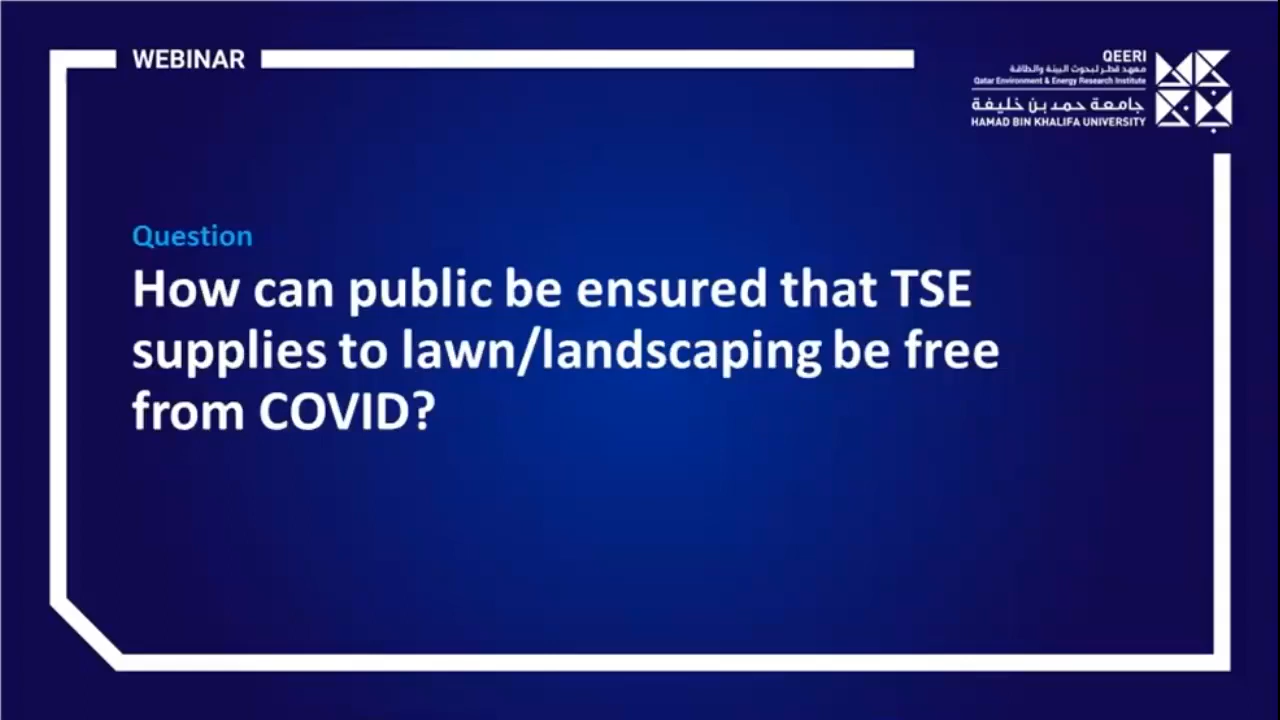 WEBINAR
QEERI
معهد قطر لبحوث البيئة والطاقة
Qatar Environment & Energy Research Institute
جامعة حمد بن خليفة
HAMAD BIN KHALIFA UNIVERSITY
Question
How can public be ensured that TSE
supplies to lawn/landscaping be free
from COVID?